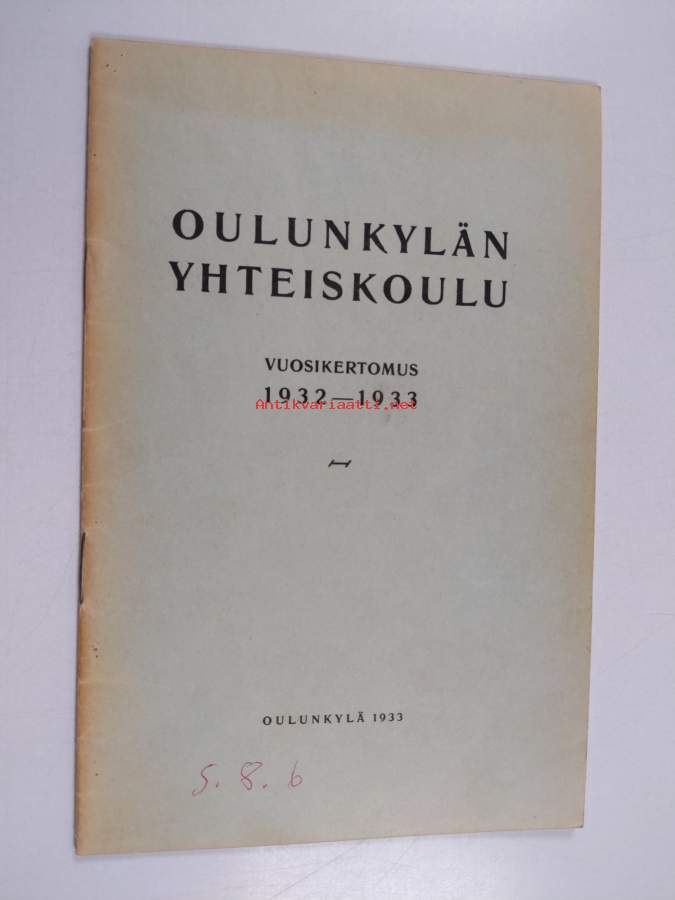 OULUNKYLÄN
YHTEISKOULU
VUOSIKERTOMUS
1932—1933
Antikvariaatti.net
OULUNKYLÄ 1933
5. 8. 6